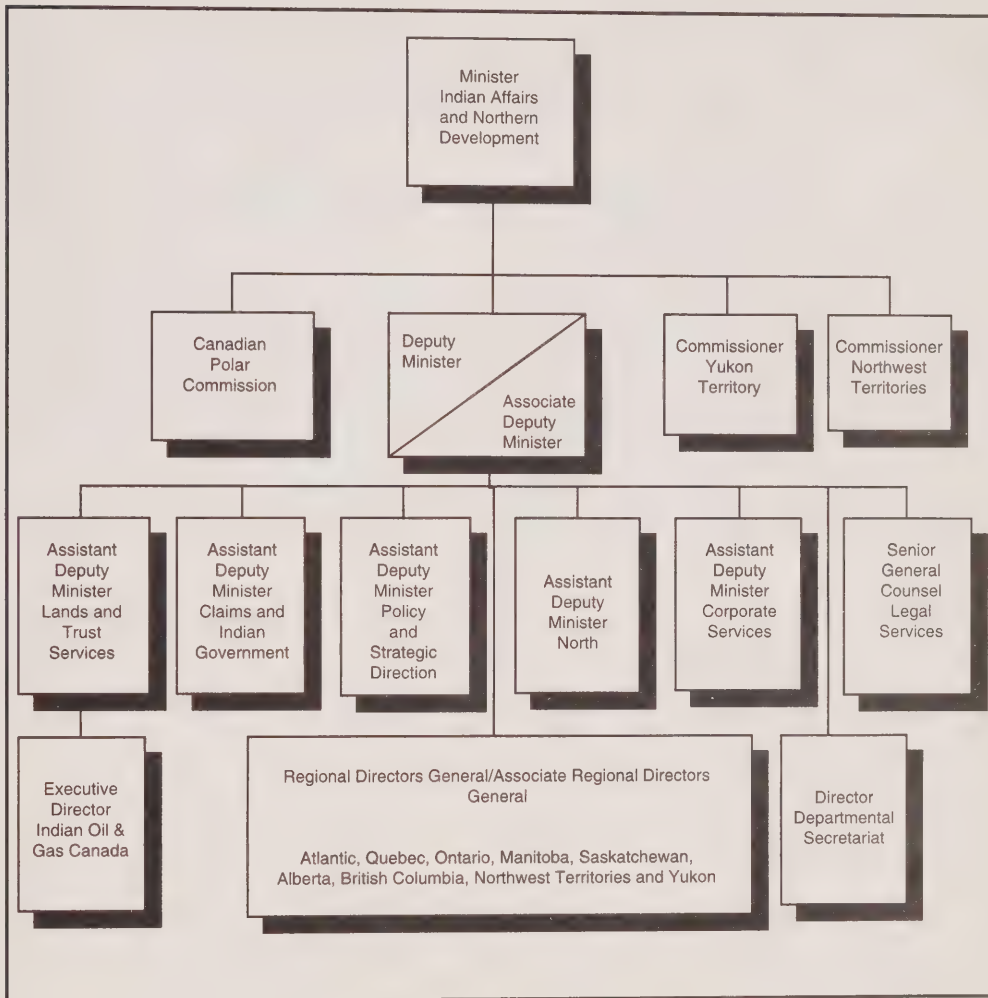 Minister
Indian Affairs
and Northern
Development
Canadian
Polar
Commission
Deputy
Minister
Associate
Deputy
Minister
Commissioner
Yukon
Territory
Commissioner
Northwest
Territories
Assistant
Deputy
Minister
Lands and
Trust
Services
Assistant
Deputy
Minister
Claims and
Indian
Government
Assistant
Deputy
Minister
Policy
and
Strategic
Direction
Assistant
Deputy
Minister
North
Assistant
Deputy
Minister
Corporate
Services
Senior
General
Counsel
Legal
Services
Executive
Director
Indian Oil &
Gas Canada
Regional Directors General/Associate Regional Directors
General
Atlantic, Quebec, Ontario, Manitoba, Saskatchewan,
Alberta, British Columbia, Northwest Territories and Yukon
Director
Departmental
Secretariat